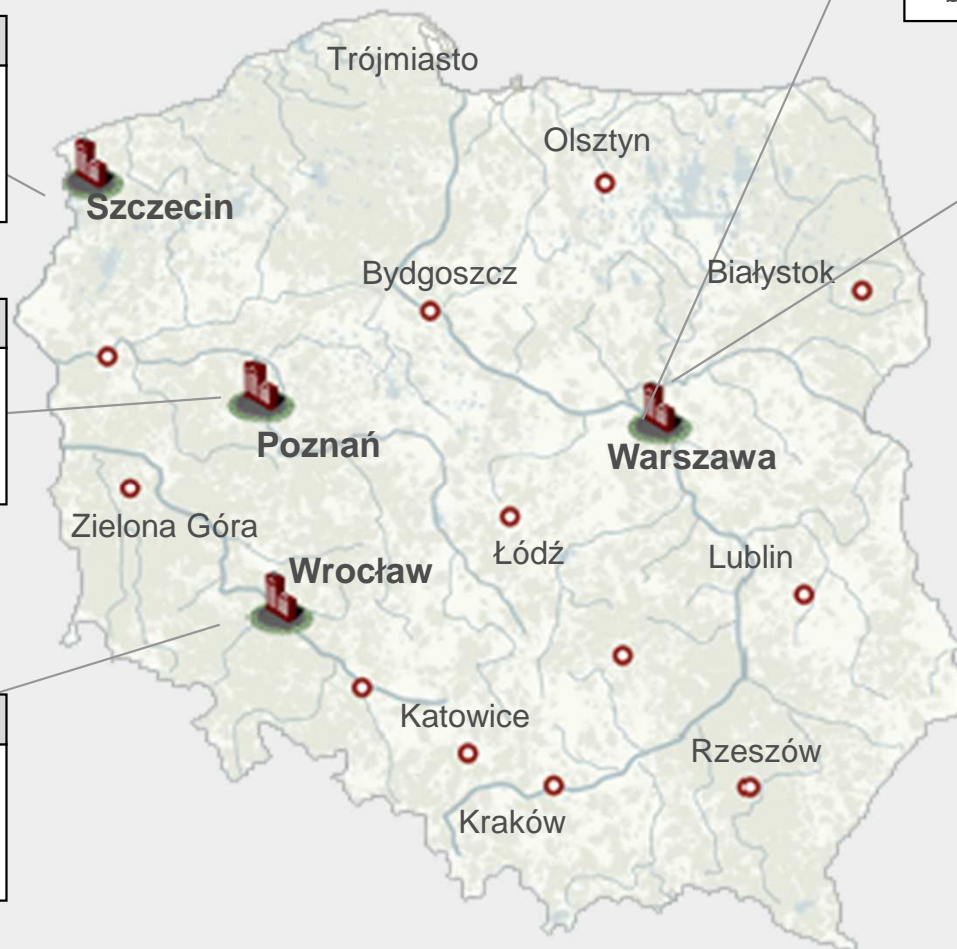 Trójmiasto
Olsztyn
Szczecin
Bydgoszcz
Białystok
Poznań
Warszawa
Zielona Góra
Łódź
Wrocław
Lublin
Katowice
Rzeszów
Kraków